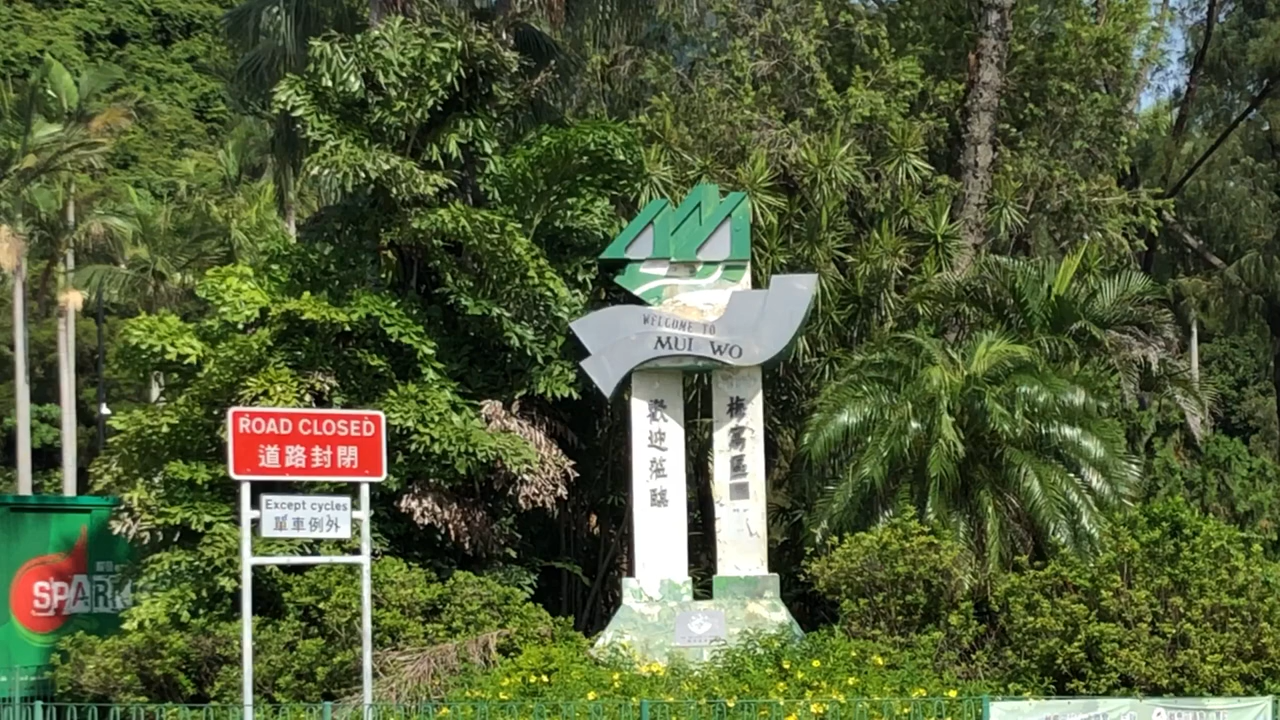 WELCOME TO
MUI WO
歡迎蒞臨
梅窩區
ROAD CLOSED
道路封閉
Except cycles
單車例外
SPARK